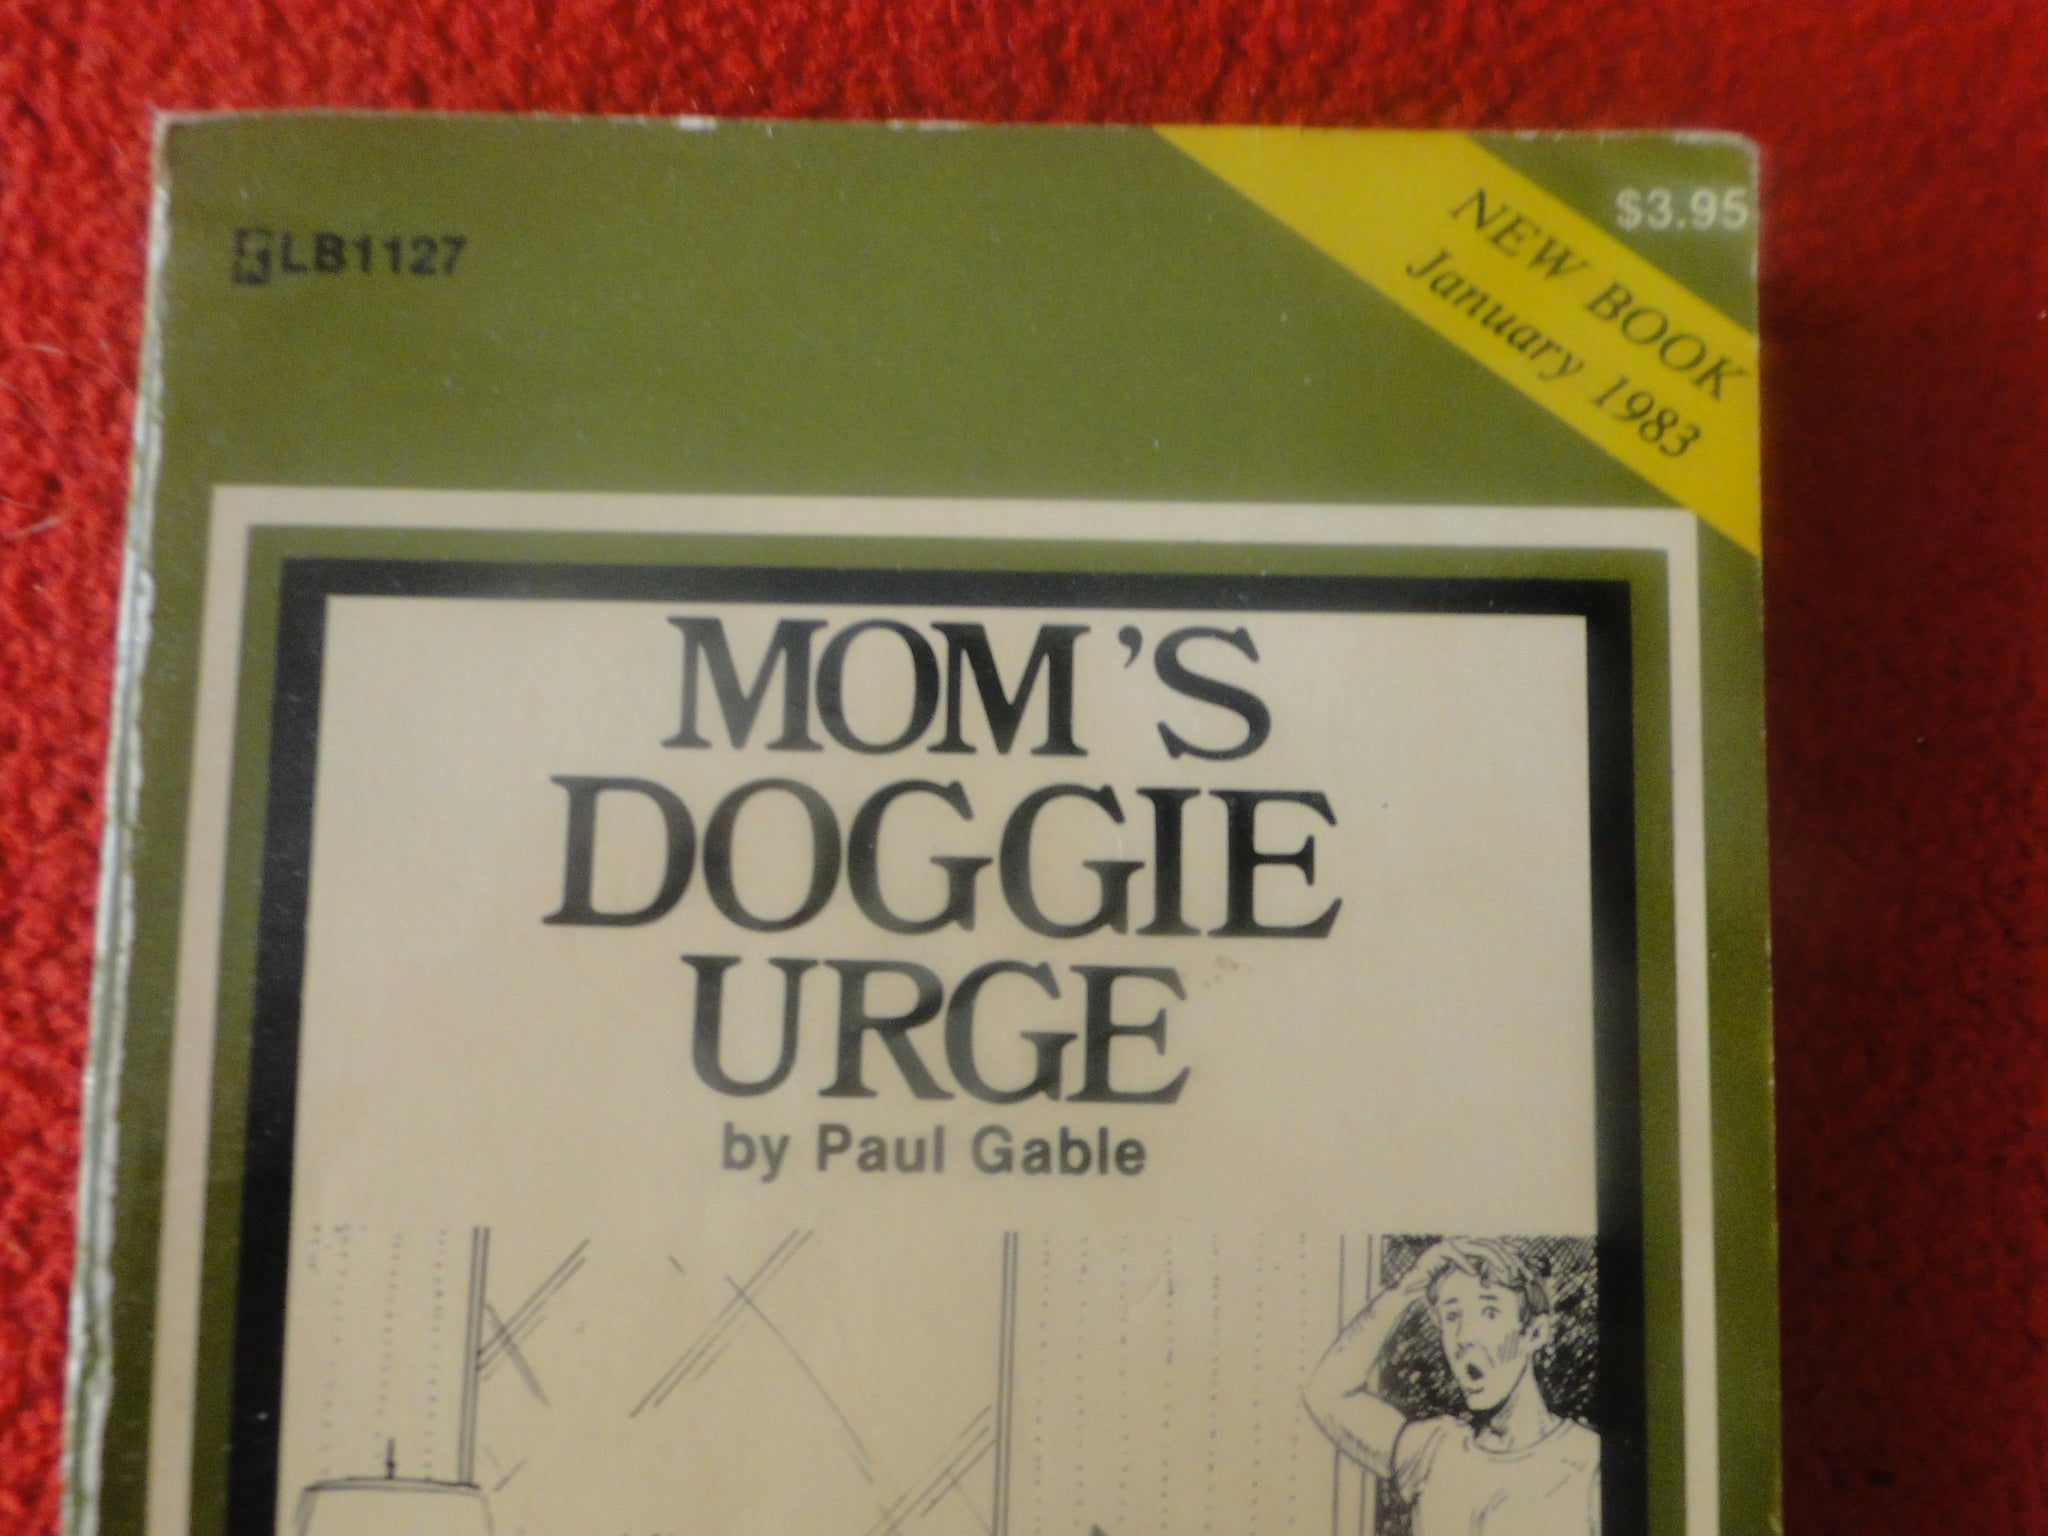 LB1127
$3.95
NEW BOOK
January 1983
MOM'S
DOGGIE
URGE
by Paul Gable